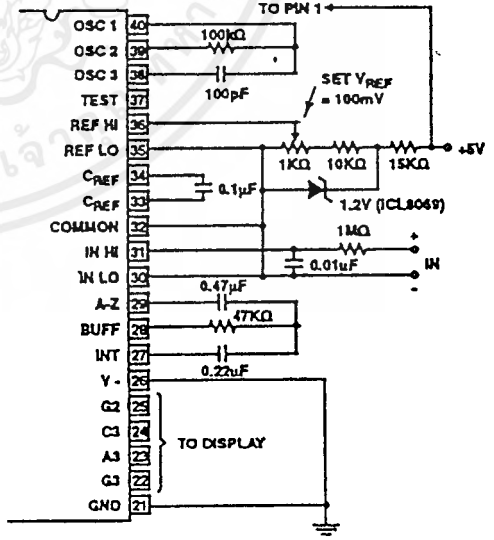 TO PIN 1
OSC 1 40
OSC 2 39
100kΩ
OSC 3 38
100pF
TEST 37
SET VREF
= 100mV
REF HI 36
REF LO 35
1KΩ 10KΩ 15KΩ
+5V
CREF 34
0.1μF
1.2V (ICL8069)
CREF 33
COMMON 32
1MΩ
+
IN HI 31
0.01uF
IN
IN LO 30
-
0.47μF
A-Z 29
BUFF 28
47KΩ
INT 27
0.22uF
V - 26
G2 25
C3 24
TO DISPLAY
A3 23
G3 22
GND 21